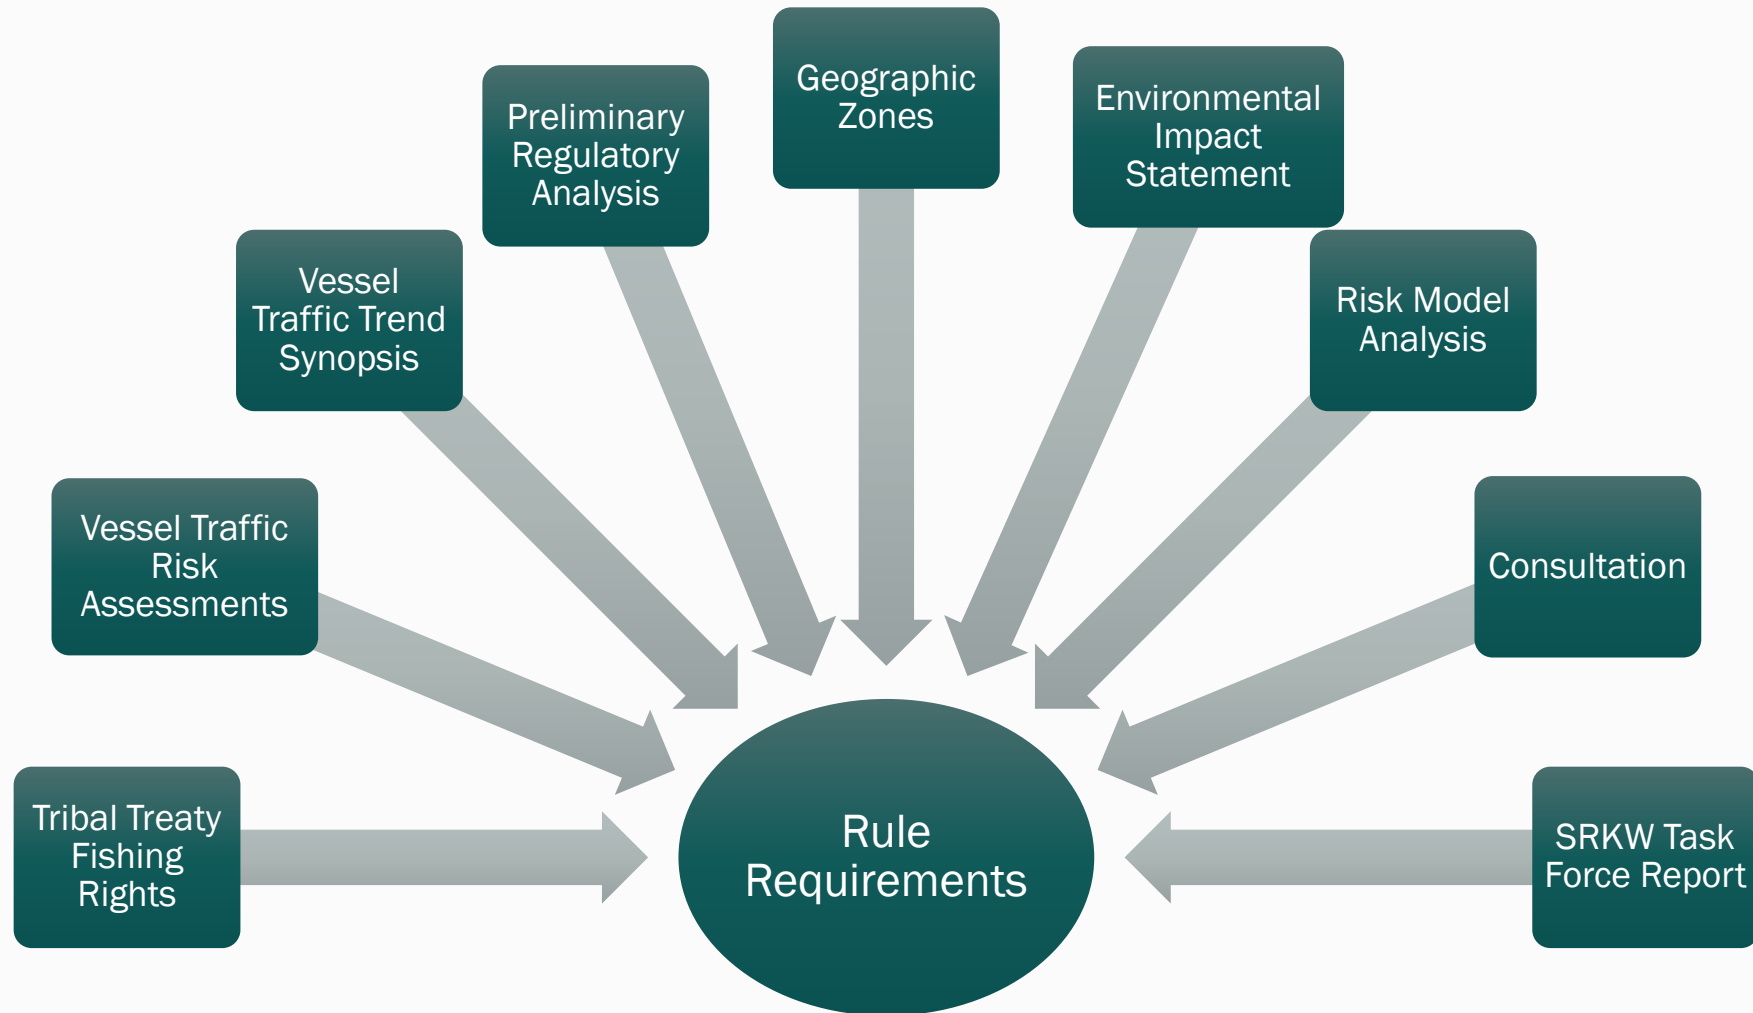 Geographic
Zones
Environmental
Impact
Statement
Preliminary
Regulatory
Analysis
Vessel
Traffic Trend
Synopsis
Risk Model
Analysis
Vessel Traffic
Risk
Assessments
Consultation
Tribal Treaty
Fishing
Rights
Rule
Requirements
SRKW Task
Force Report